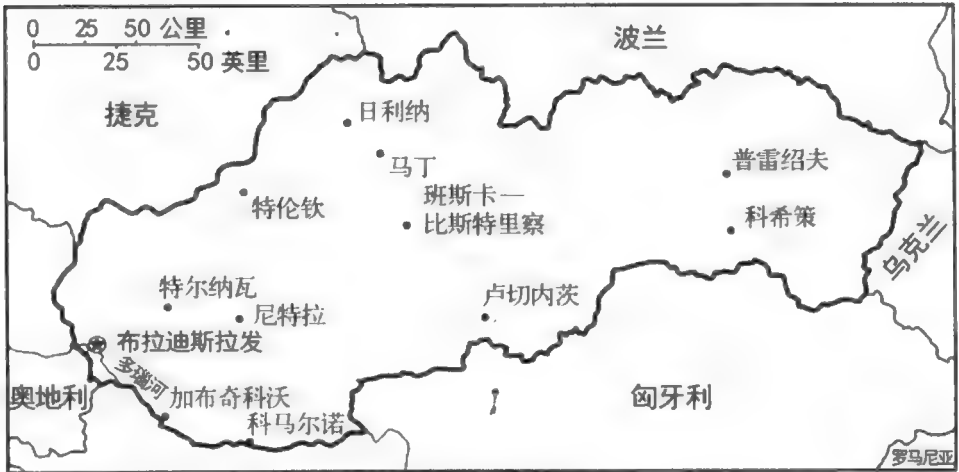 0 25 50 公里
0 25 50 英里
波兰
捷克
日利纳
马丁
普雷绍夫
特伦钦
班斯卡—
比斯特里察
科希策
乌克兰
特尔纳瓦
尼特拉
卢切内茨
布拉迪斯拉发
多瑙河
奥地利
加布奇科沃
匈牙利
科马尔诺
罗马尼亚